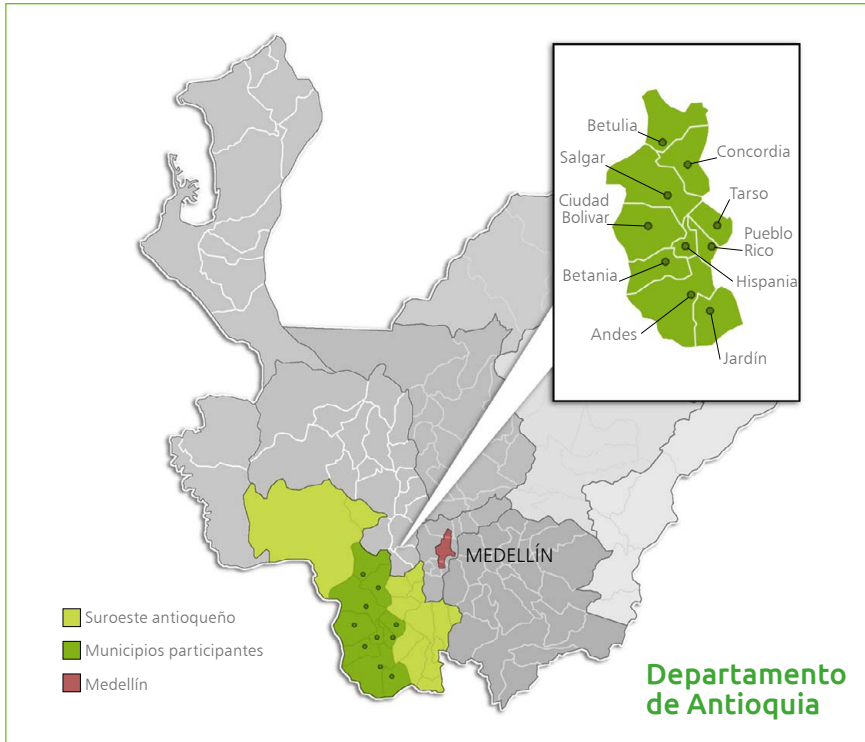 Betulia
Concordia
Salgar
Tarso
Ciudad
Bolivar
Pueblo
Rico
Betania
Hispania
Andes
Jardín
MEDELLÍN
Suroeste antioqueño
Municipios participantes
Medellín
Departamento
de Antioquia